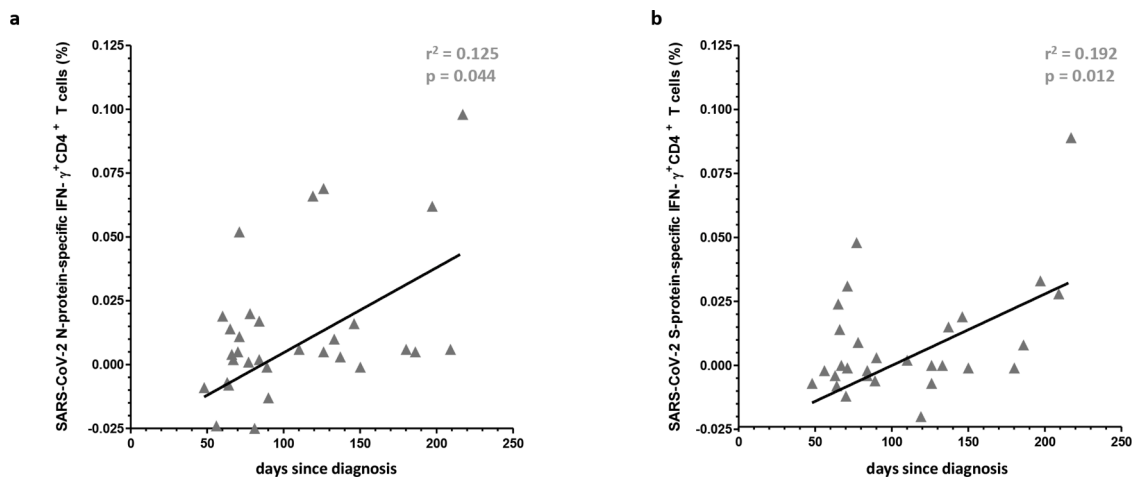 a
SARS-CoV-2 N-protein-specific IFN- γ⁺CD4 ⁺ T cells (%)
0.125
0.100
0.075
0.050
0.025
0.000
-0.025
r² = 0.125
p = 0.044
0 50 100 150 200 250
days since diagnosis
b
SARS-CoV-2 S-protein-specific IFN- γ⁺CD4 ⁺ T cells (%)
0.125
0.100
0.075
0.050
0.025
0.000
-0.025
r² = 0.192
p = 0.012
0 50 100 150 200 250
days since diagnosis